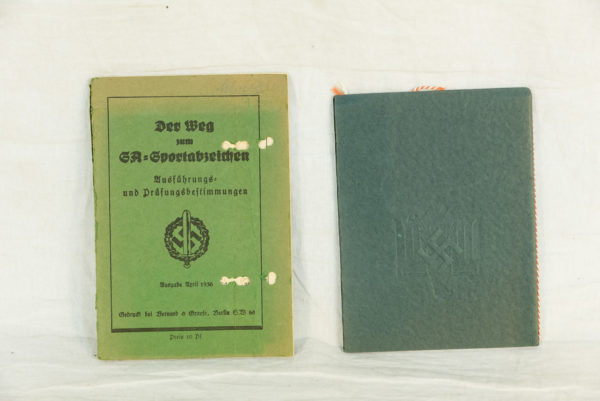 Der Weg
zum
SA-Sportabzeichen
Ausführungs-
und Prüfungsbestimmungen
Ausgabe April 1936
Gedruckt bei Bernard & Graefe, Berlin SW 68
Preis 10 Pf